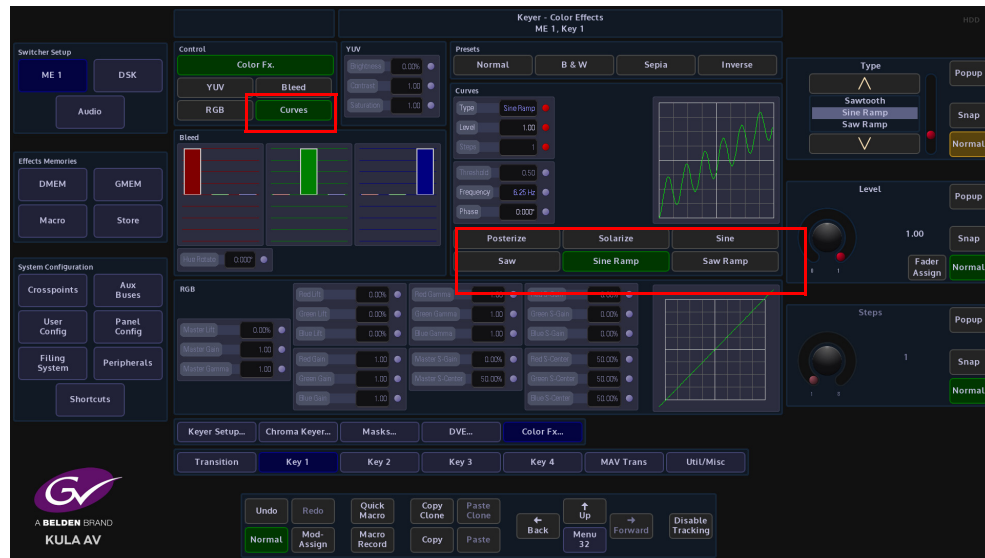 Keyer - Color Effects
ME 1, Key 1
HDD
Switcher Setup
ME 1
DSK
Audio
Effects Memories
DMEM
GMEM
Macro
Store
System Configuration
Crosspoints
Aux
Buses
User
Config
Panel
Config
Filing
System
Peripherals
Shortcuts
Control
Color Fx.
YUV
Bleed
RGB
Curves
YUV
Brightness 0.00%
Contrast 1.00
Saturation 1.00
Presets
Normal
B & W
Sepia
Inverse
Curves
Type Sine Ramp
Level 1.00
Steps 1
Threshold 0.50
Frequency 6.25 Hz
Phase 0.000°
Posterize
Solarize
Sine
Saw
Sine Ramp
Saw Ramp
Bleed
Hue Rotate 0.000°
RGB
Master Lift 0.00%
Master Gain 1.00
Master Gamma 1.00
Red Lift 0.00%
Green Lift 0.00%
Blue Lift 0.00%
Red Gain 1.00
Green Gain 1.00
Blue Gain 1.00
Red Gamma 1.00
Green Gamma 1.00
Blue Gamma 1.00
Master S-Gain 0.00%
Master S-Center 50.00%
Red S-Gain 0.00%
Green S-Gain 0.00%
Blue S-Gain 0.00%
Red S-Center 50.00%
Green S-Center 50.00%
Blue S-Center 50.00%
Type
Sawtooth
Sine Ramp
Saw Ramp
Popup
Snap
Normal
Level
1.00
Fader
Assign
Popup
Snap
Normal
Steps
1
Popup
Snap
Normal
Keyer Setup...
Chroma Keyer...
Masks...
DVE...
Color Fx...
Transition
Key 1
Key 2
Key 3
Key 4
MAV Trans
Util/Misc
GV
A BELDEN BRAND
KULA AV
Undo
Redo
Quick
Macro
Copy
Clone
Paste
Clone
Normal
Mod-
Assign
Macro
Record
Copy
Paste
Back
Up
Menu
32
Forward
Disable
Tracking